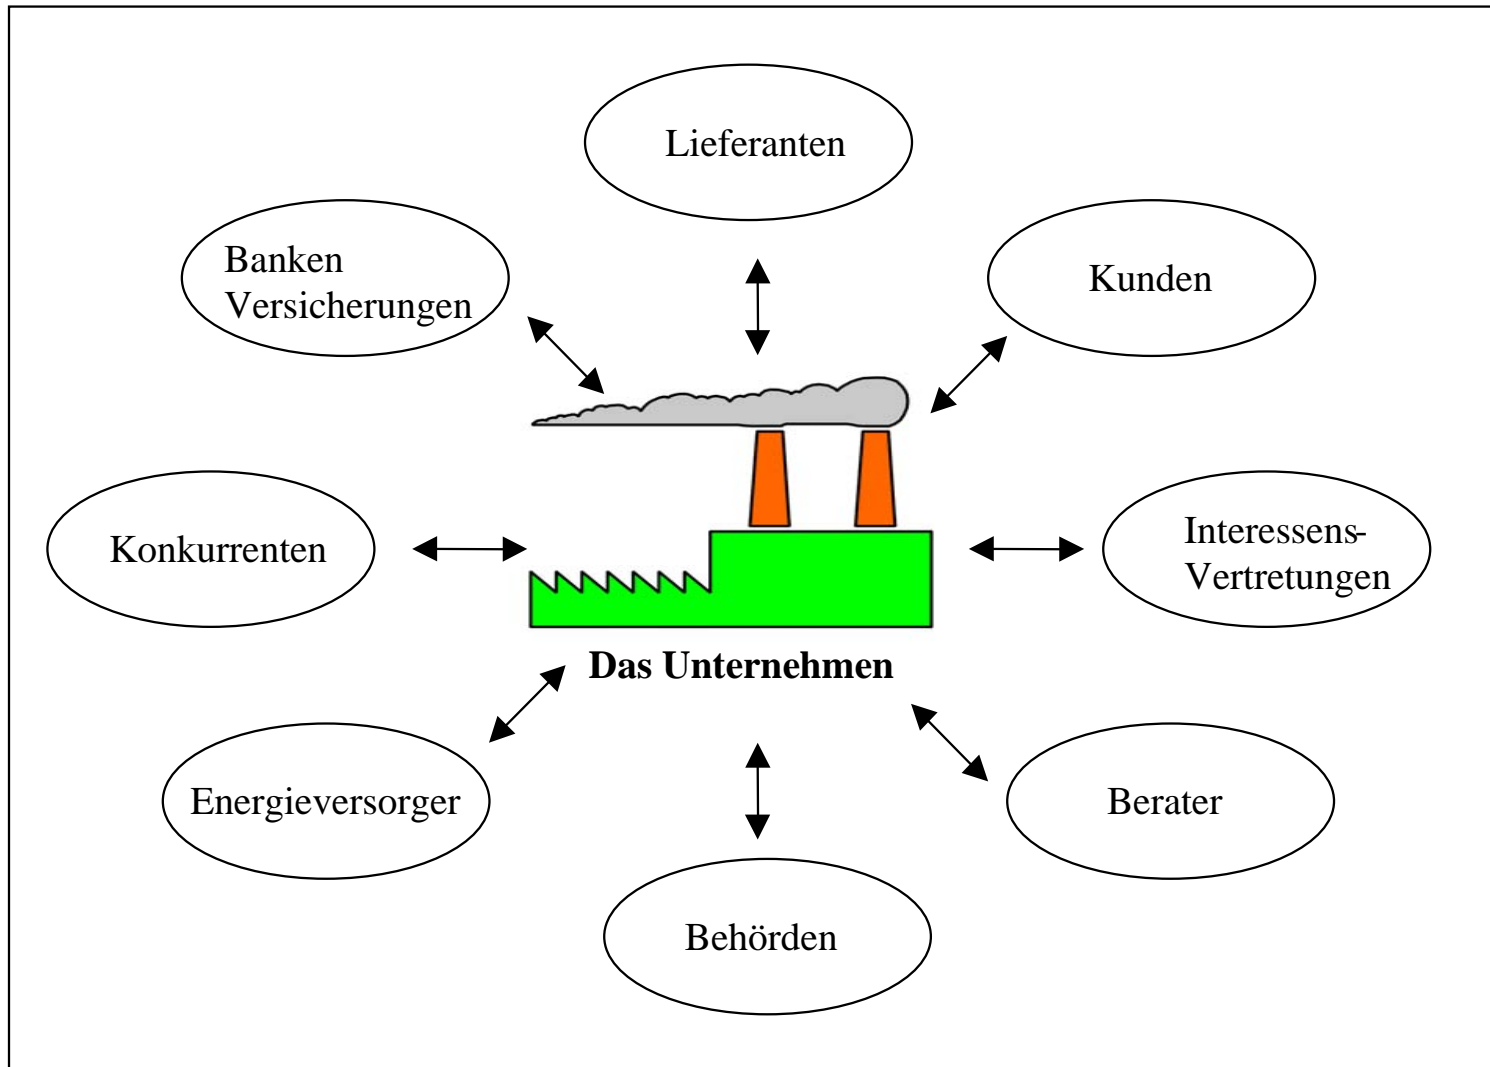 Lieferanten
Banken
Versicherungen
Kunden
Konkurrenten
Interessens-
Vertretungen
Das Unternehmen
Energieversorger
Berater
Behörden